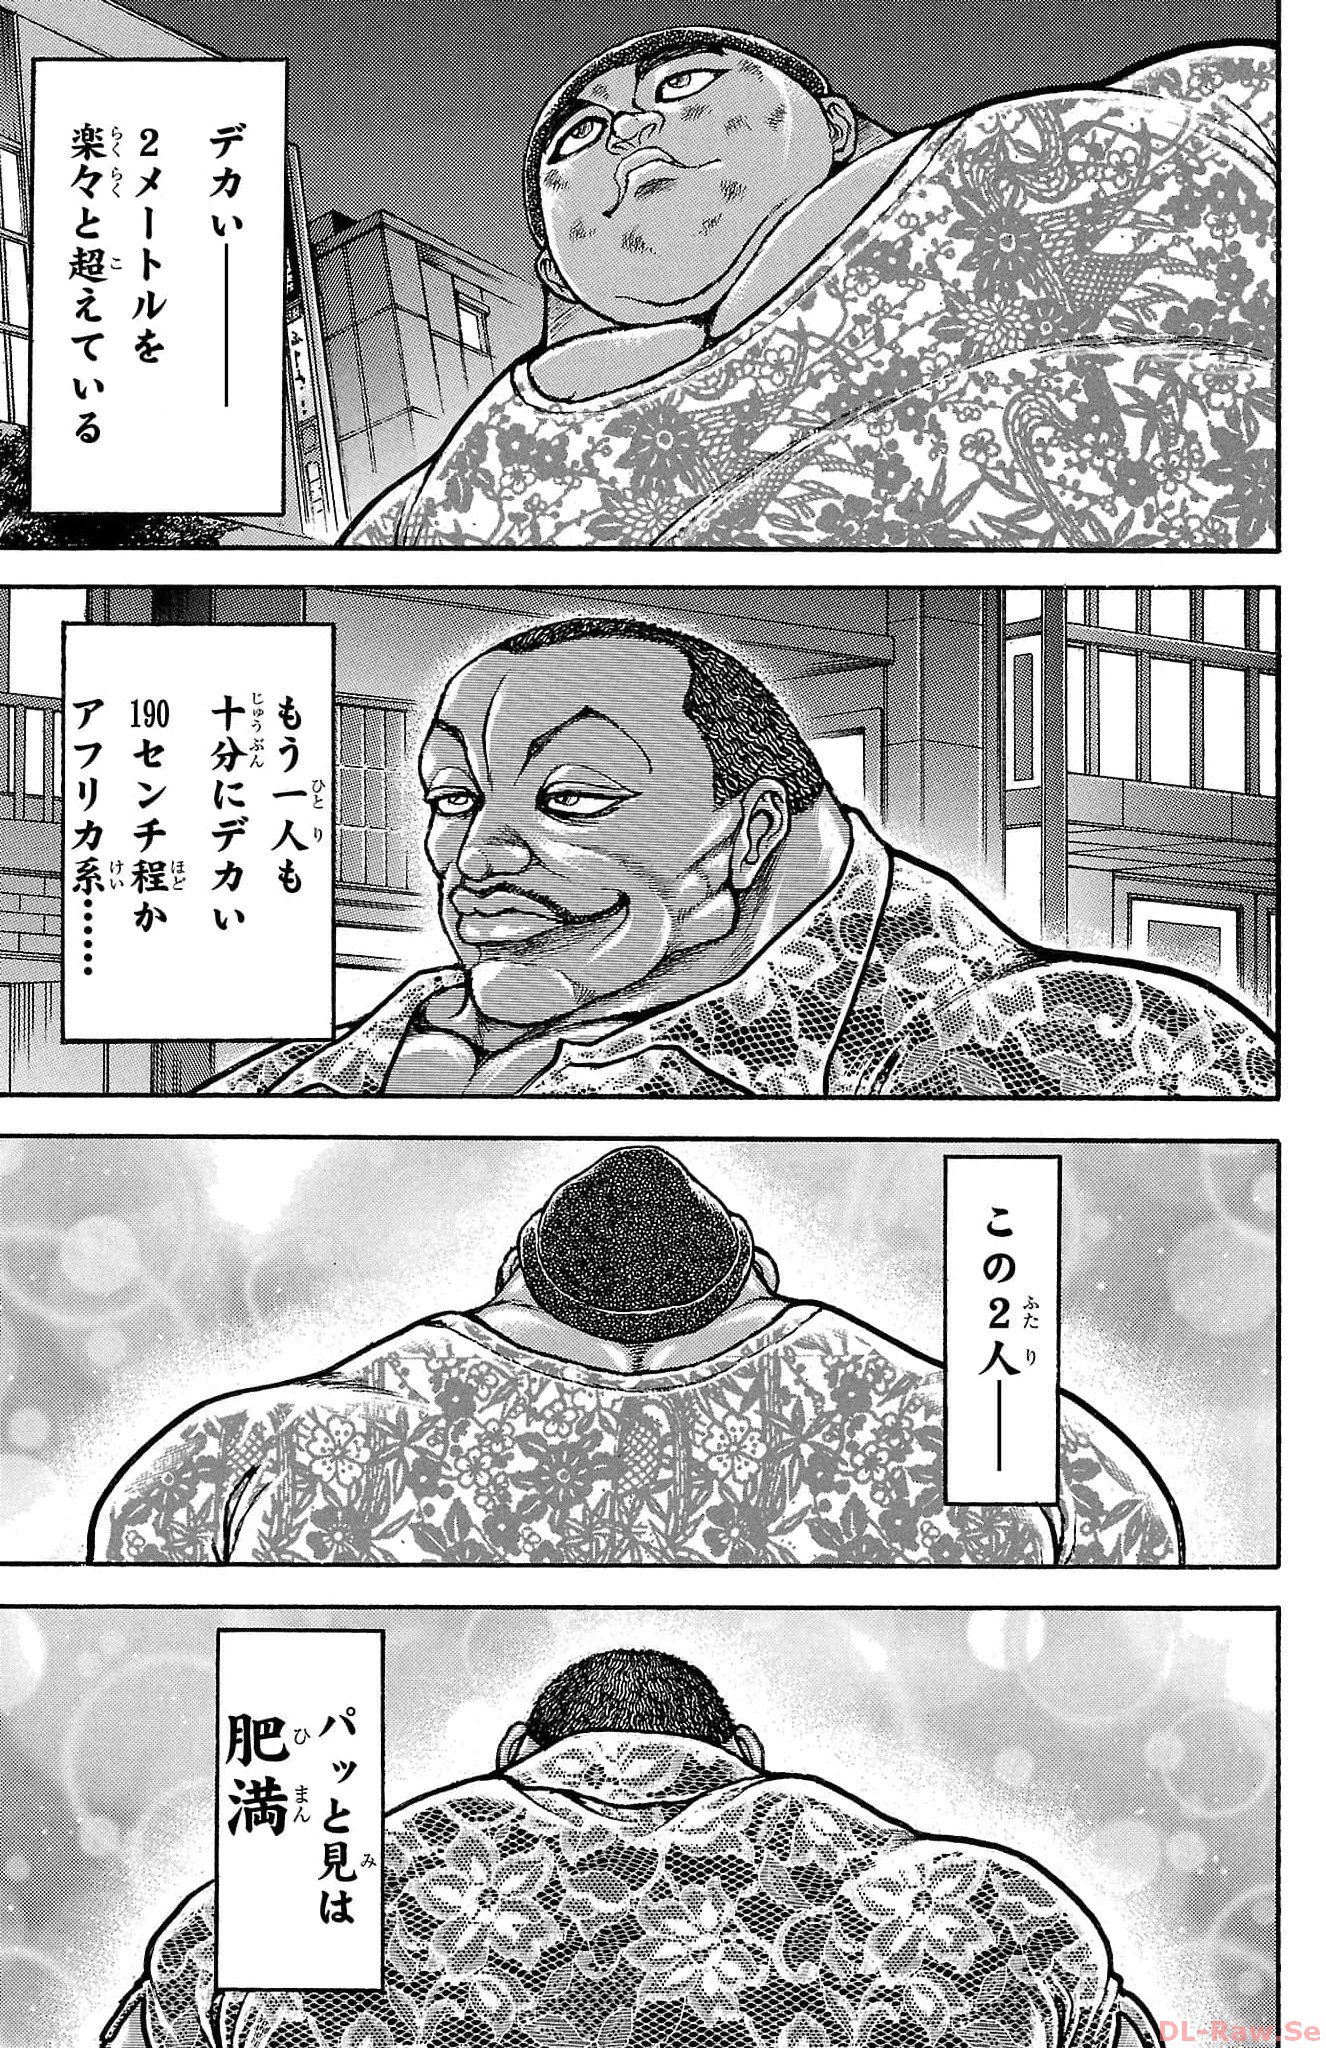 デカい――
2メートルを
楽々と超えている
もう一人も
十分にデカい
190センチ程か
アフリカ系………
この2人――
パッと見は
肥満
DL-Raw.Se